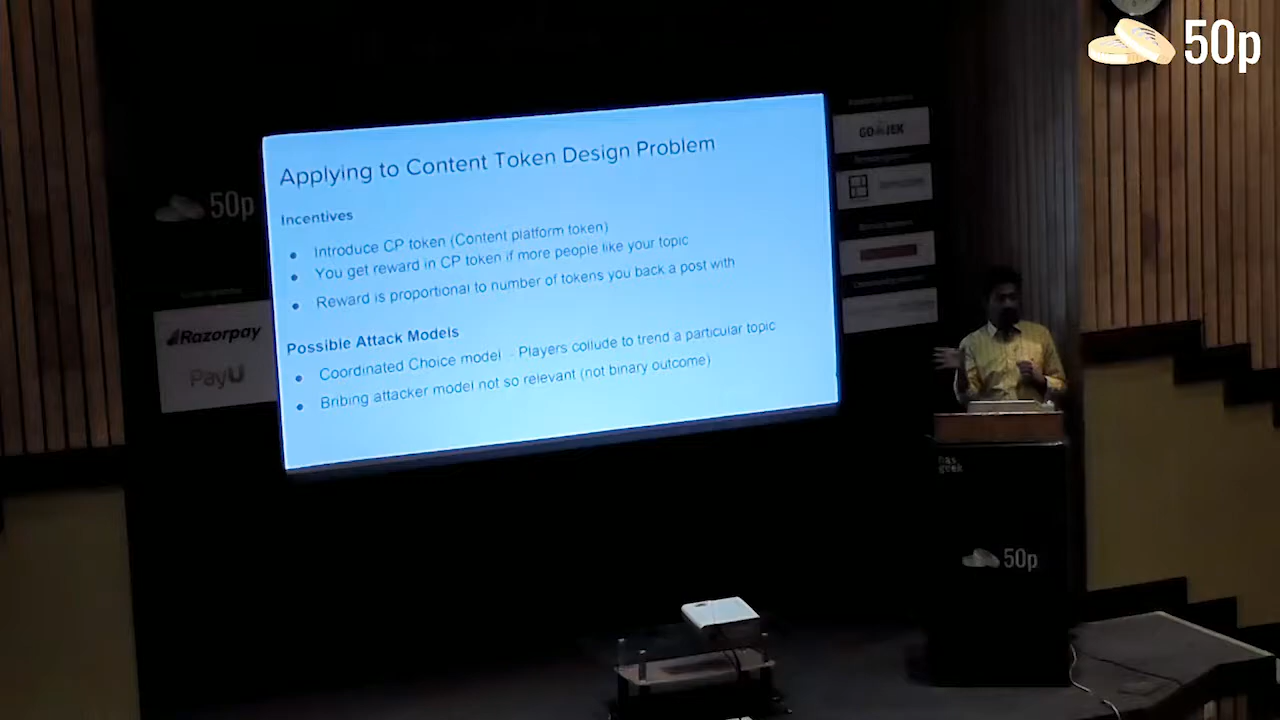 50p
Applying to Content Token Design Problem
Incentives
Introduce CP token (Content platform token)
You get reward in CP token if more people like your topic
Reward is proportional to number of tokens you back a post with
Possible Attack Models
Coordinated Choice model - Players collude to trend a particular topic
Bribing attacker model not so relevant (not binary outcome)
50p
Razorpay
PayU
GO JEK
has
geek
50p